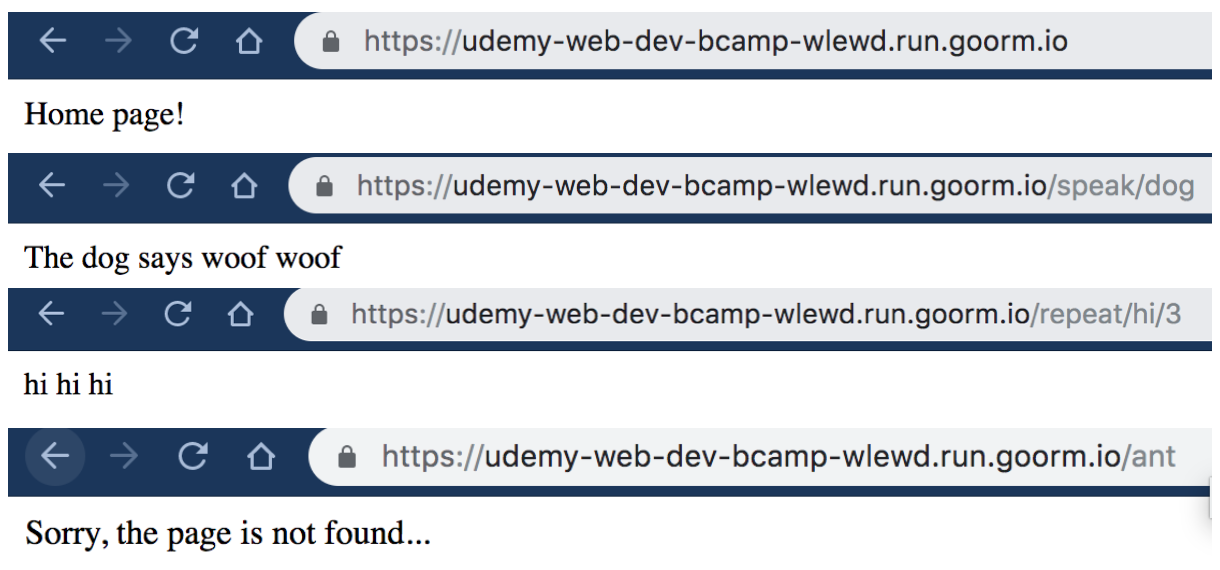 https://udemy-web-dev-bcamp-wlewd.run.goorm.io
Home page!
https://udemy-web-dev-bcamp-wlewd.run.goorm.io/speak/dog
The dog says woof woof
https://udemy-web-dev-bcamp-wlewd.run.goorm.io/repeat/hi/3
hi hi hi
https://udemy-web-dev-bcamp-wlewd.run.goorm.io/ant
Sorry, the page is not found...